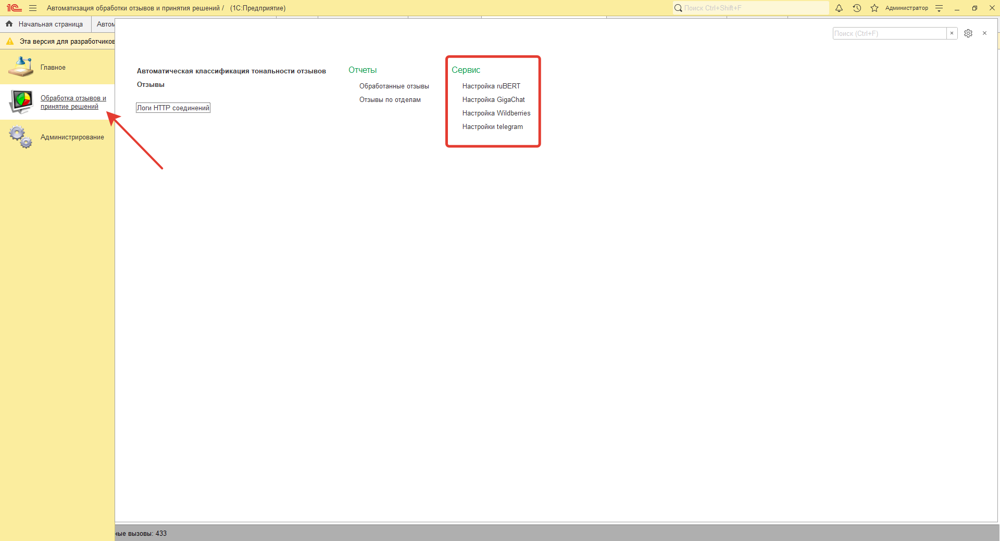 Автоматизация обработки отзывов и принятия решений / (1С:Предприятие)
Поиск Ctrl+Shift+F
Администратор
Начальная страница
Автом
Поиск (Ctrl+F)
Эта версия для разработчиков
Главное
Обработка отзывов и
принятие решений
Администрирование
Автоматическая классификация тональности отзывов
Отзывы
Логи HTTP соединений
Отчеты
Обработанные отзывы
Отзывы по отделам
Сервис
Настройка ruBERT
Настройка GigaChat
Настройка Wildberries
Настройки telegram
ные вызовы: 433